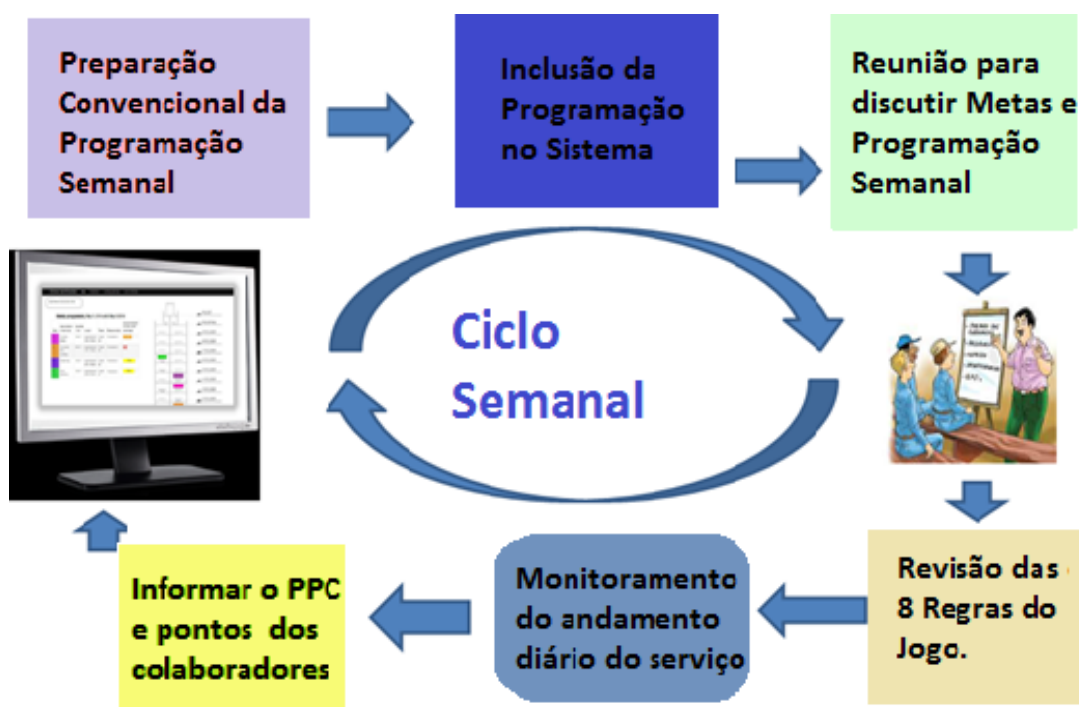 Preparação
Convencional da
Programação
Semanal
Inclusão da
Programação
no Sistema
Reunião para
discutir Metas e
Programação
Semanal
Ciclo
Semanal
Revisão das
8 Regras do
Jogo.
Monitoramento
do andamento
diário do serviço
Informar o PPC
e pontos dos
colaboradores